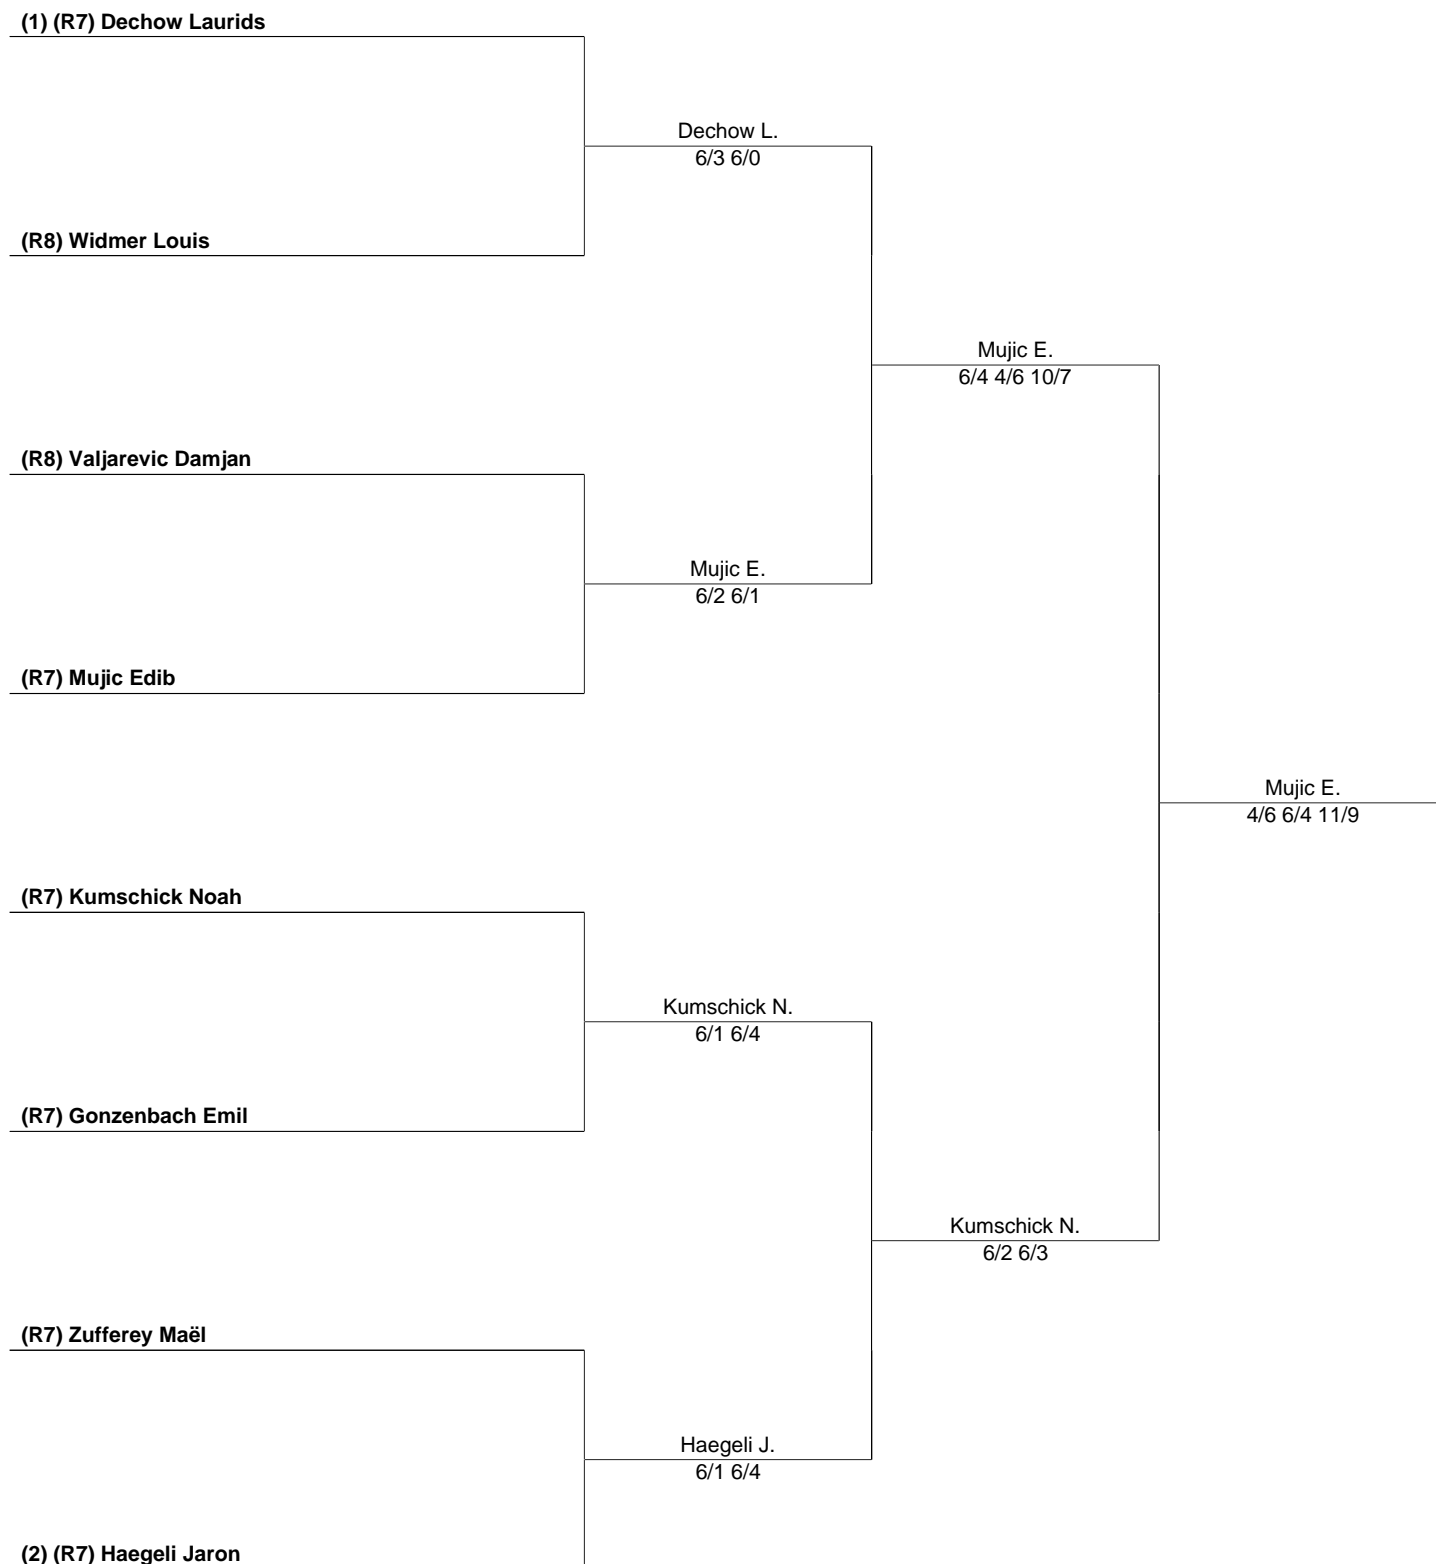 (1) (R7) Dechow Laurids
Dechow L.
6/3 6/0
(R8) Widmer Louis
Mujic E.
6/4 4/6 10/7
(R8) Valjarevic Damjan
Mujic E.
6/2 6/1
(R7) Mujic Edib
Mujic E.
4/6 6/4 11/9
(R7) Kumschick Noah
Kumschick N.
6/1 6/4
(R7) Gonzenbach Emil
Kumschick N.
6/2 6/3
(R7) Zufferey Maël
Haegeli J.
6/1 6/4
(2) (R7) Haegeli Jaron